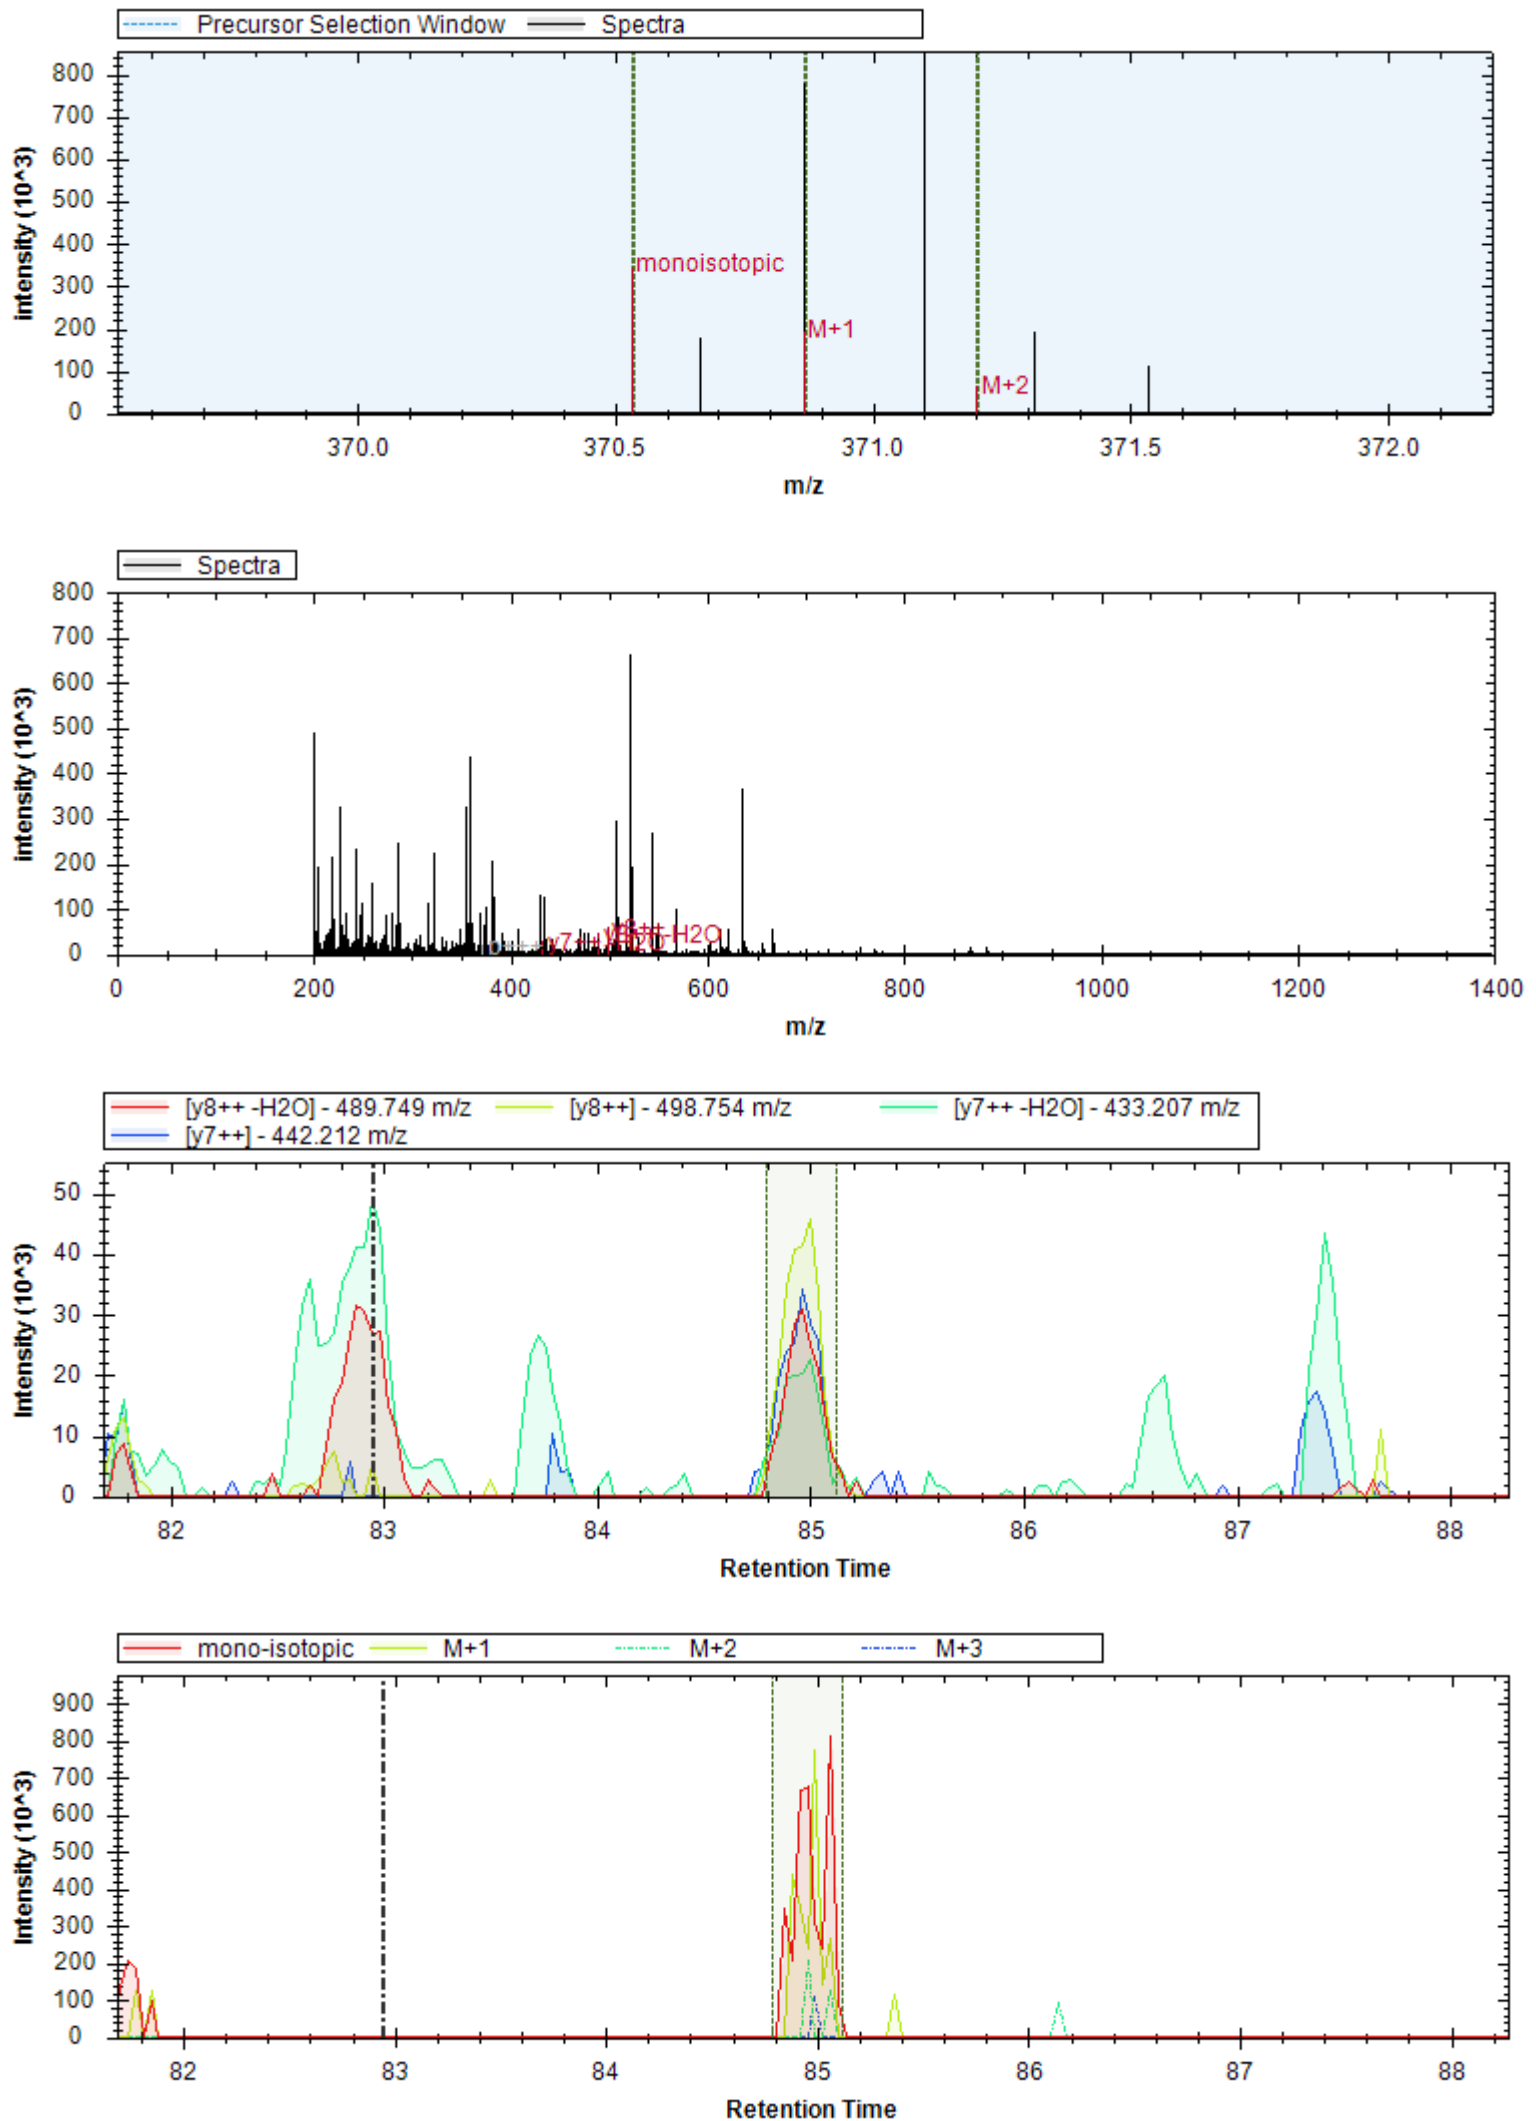 Precursor Selection Window Spectra
800
700
600
500
400
300
200
100
0
intensity (10^3)
monoisotopic
M+1
M+2
370.0 370.5 371.0 371.5 372.0
m/z
Spectra
800
700
600
500
400
300
200
100
0
intensity (10^3)
0 200 400 600 800 1000 1200 1400
m/z
[y8++ -H2O] - 489.749 m/z [y8++] - 498.754 m/z [y7++ -H2O] - 433.207 m/z
[y7++] - 442.212 m/z
50
40
30
20
10
0
Intensity (10^3)
82 83 84 85 86 87 88
Retention Time
mono-isotopic M+1 M+2 M+3
900
800
700
600
500
400
300
200
100
0
Intensity (10^3)
82 83 84 85 86 87 88
Retention Time